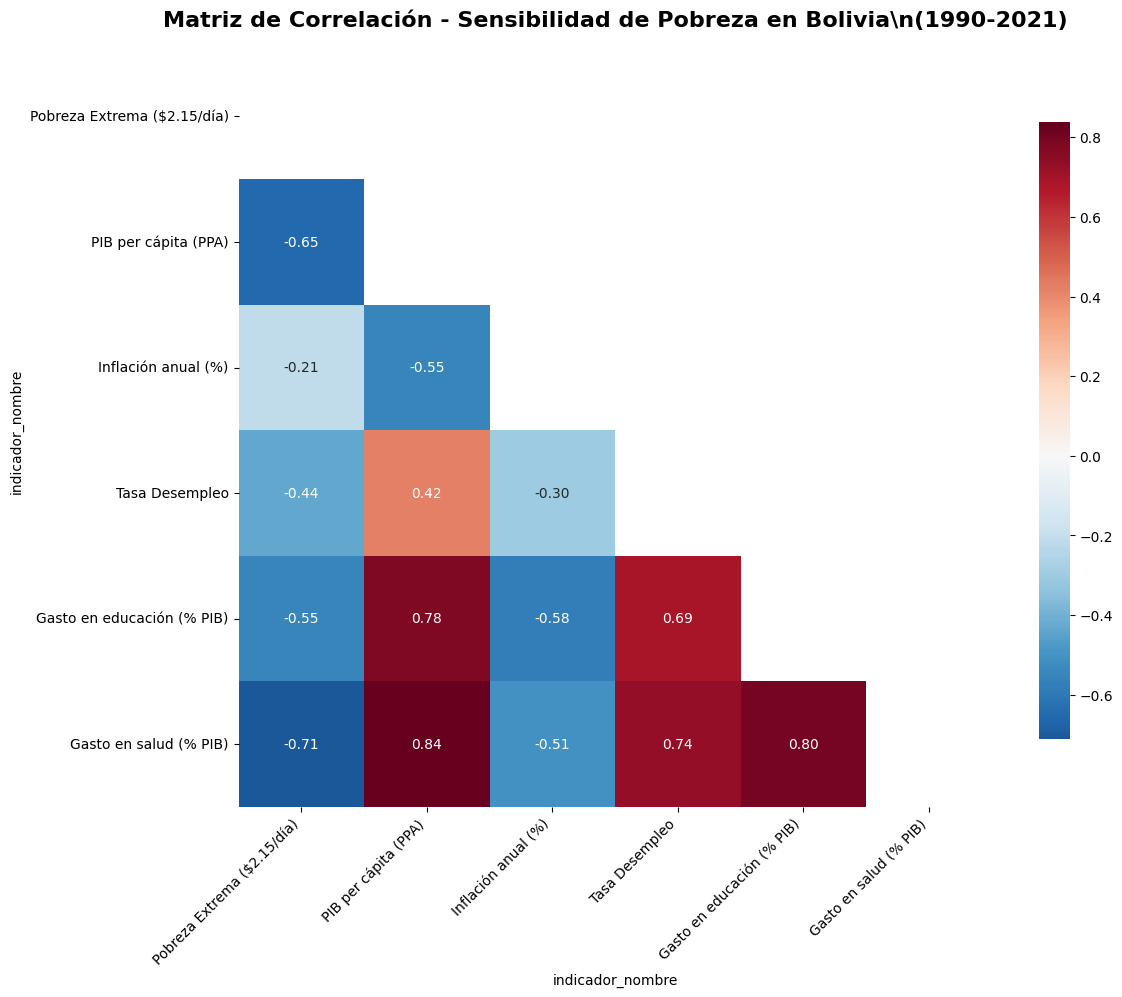 Matriz de Correlación - Sensibilidad de Pobreza en Bolivia\n(1990-2021)
Pobreza Extrema ($2.15/día)
PIB per cápita (PPA)
-0.65
Inflación anual (%)
-0.21
-0.55
Tasa Desempleo
-0.44
0.42
-0.30
Gasto en educación (% PIB)
-0.55
0.78
-0.58
0.69
Gasto en salud (% PIB)
-0.71
0.84
-0.51
0.74
0.80
indicador_nombre
Pobreza Extrema ($2.15/día)
PIB per cápita (PPA)
Inflación anual (%)
Tasa Desempleo
Gasto en educación (% PIB)
Gasto en salud (% PIB)
indicador_nombre
0.8
0.6
0.4
0.2
0.0
−0.2
−0.4
−0.6